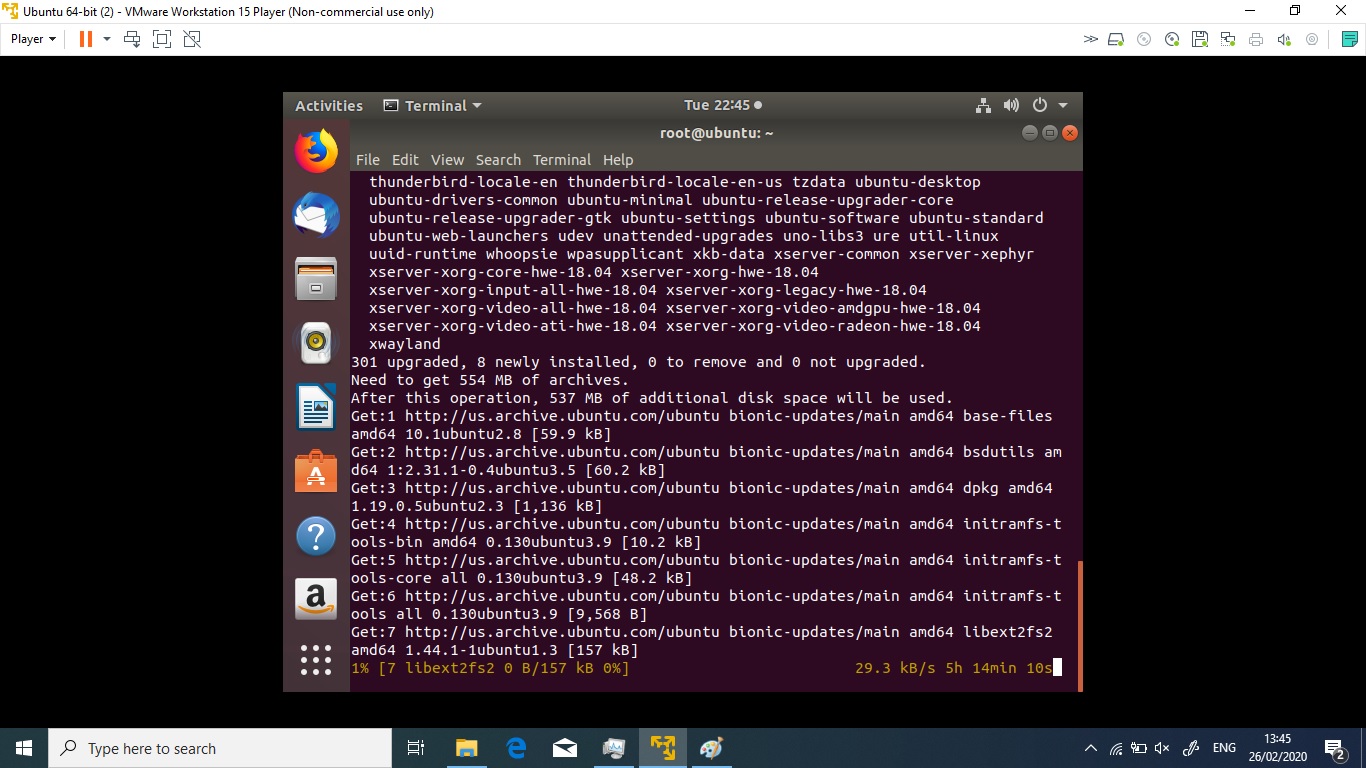 Ubuntu 64-bit (2) - VMware Workstation 15 Player (Non-commercial use only)
Player
Activities Terminal Tue 22:45
root@ubuntu: ~
File Edit View Search Terminal Help
thunderbird-locale-en thunderbird-locale-en-us tzdata ubuntu-desktop
ubuntu-drivers-common ubuntu-minimal ubuntu-release-upgrader-core
ubuntu-release-upgrader-gtk ubuntu-settings ubuntu-software ubuntu-standard
ubuntu-web-launchers udev unattended-upgrades uno-libs3 ure util-linux
uuid-runtime whoopsie wpasupplicant xkb-data xserver-common xserver-xephyr
xserver-xorg-core-hwe-18.04 xserver-xorg-hwe-18.04
xserver-xorg-input-all-hwe-18.04 xserver-xorg-legacy-hwe-18.04
xserver-xorg-video-all-hwe-18.04 xserver-xorg-video-amdgpu-hwe-18.04
xserver-xorg-video-ati-hwe-18.04 xserver-xorg-video-radeon-hwe-18.04
xwayland
301 upgraded, 8 newly installed, 0 to remove and 0 not upgraded.
Need to get 554 MB of archives.
After this operation, 537 MB of additional disk space will be used.
Get:1 http://us.archive.ubuntu.com/ubuntu bionic-updates/main amd64 base-files
amd64 10.1ubuntu2.8 [59.9 kB]
Get:2 http://us.archive.ubuntu.com/ubuntu bionic-updates/main amd64 bsdutils am
d64 1:2.31.1-0.4ubuntu3.5 [60.2 kB]
Get:3 http://us.archive.ubuntu.com/ubuntu bionic-updates/main amd64 dpkg amd64
1.19.0.5ubuntu2.3 [1,136 kB]
Get:4 http://us.archive.ubuntu.com/ubuntu bionic-updates/main amd64 initramfs-t
ools-bin amd64 0.130ubuntu3.9 [10.2 kB]
Get:5 http://us.archive.ubuntu.com/ubuntu bionic-updates/main amd64 initramfs-t
ools-core all 0.130ubuntu3.9 [48.2 kB]
Get:6 http://us.archive.ubuntu.com/ubuntu bionic-updates/main amd64 initramfs-t
ools all 0.130ubuntu3.9 [9,568 B]
Get:7 http://us.archive.ubuntu.com/ubuntu bionic-updates/main amd64 libext2fs2
amd64 1.44.1-1ubuntu1.3 [157 kB]
1% [7 libext2fs2 0 B/157 kB 0%] 29.3 kB/s 5h 14min 10s
Type here to search
ENG
13:45
26/02/2020
2